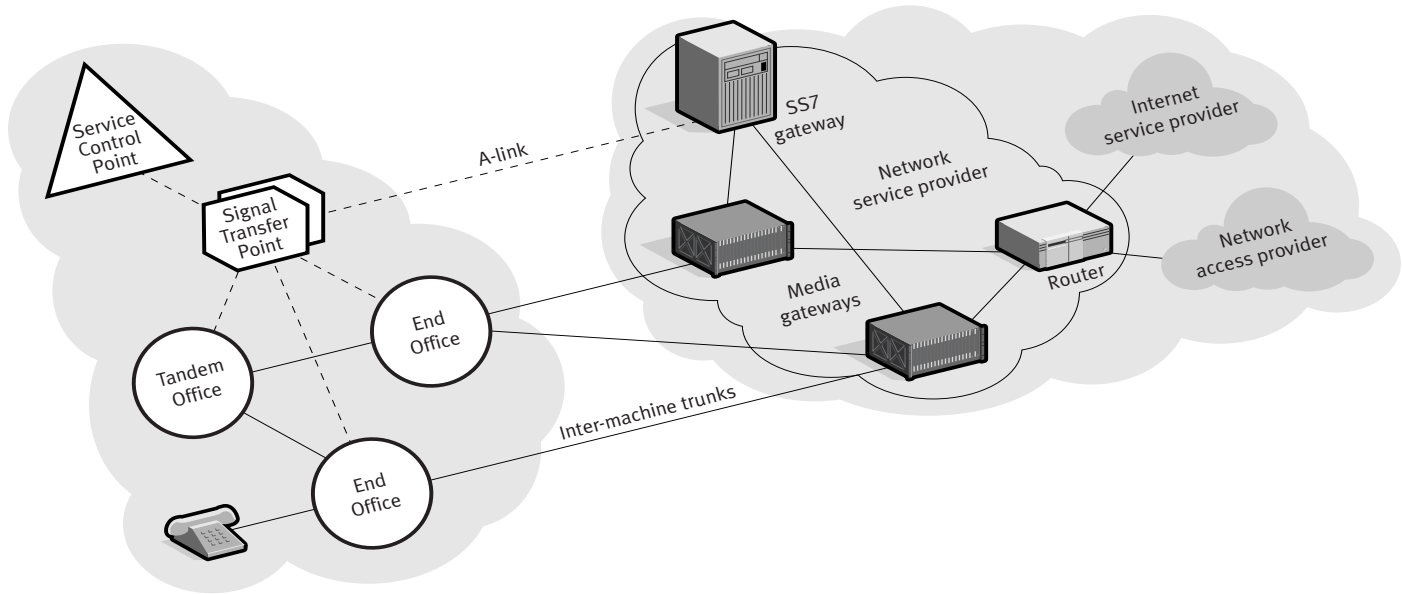 Service
Control
Point
Signal
Transfer
Point
A-link
SS7
gateway
Network
service provider
Internet
service provider
Network
access provider
Router
Media
gateways
End
Office
Tandem
Office
Inter-machine trunks
End
Office